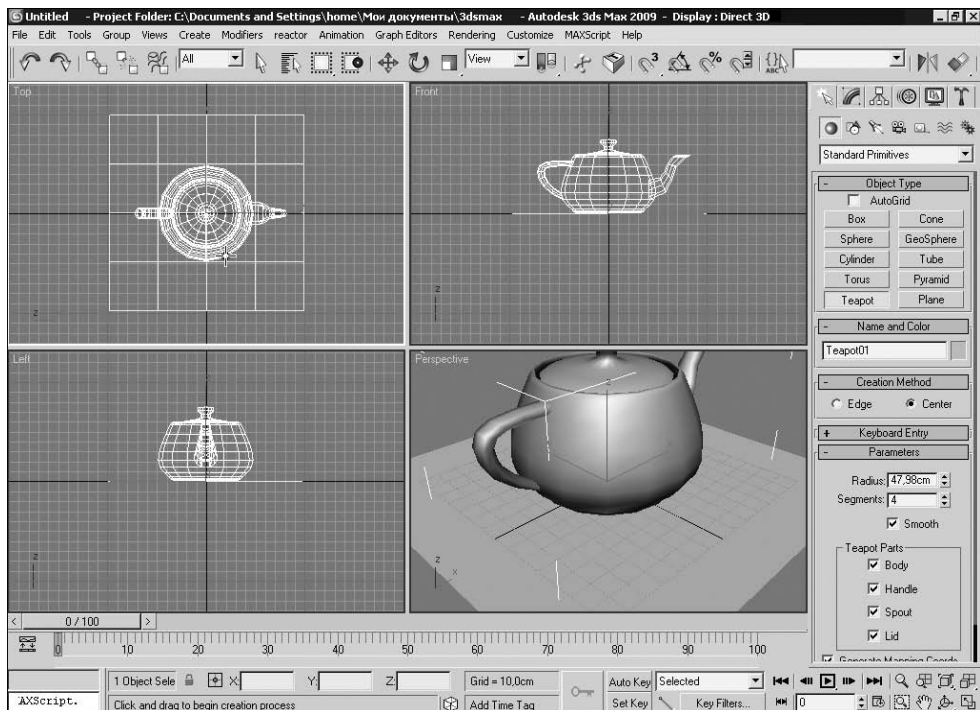 Untitled - Project Folder: C:\Documents and Settings\home\Мои документы\3dsmax - Autodesk 3ds Max 2009 - Display : Direct 3D
File Edit Tools Group Views Create Modifiers reactor Animation Graph Editors Rendering Customize MAXScript Help
All
View
ABC
Top
Front
Standard Primitives
- Object Type
AutoGrid
Box Cone
Sphere GeoSphere
Cylinder Tube
Torus Pyramid
Teapot Plane
- Name and Color
Teapot01
Left
Perspective
- Creation Method
Edge Center
+ Keyboard Entry
- Parameters
Radius: 47,98cm
Segments: 4
Smooth
Teapot Parts
Body
Handle
Spout
Lid
Generate Mapping Coords
z
z
z
z x
< 0 / 100 >
0 10 20 30 40 50 60 70 80 90 100
1 Object Sele X: Y: Z: Grid = 10,0cm Auto Key Selected
AXScript. Click and drag to begin creation process Add Time Tag Set Key Key Filters... 0